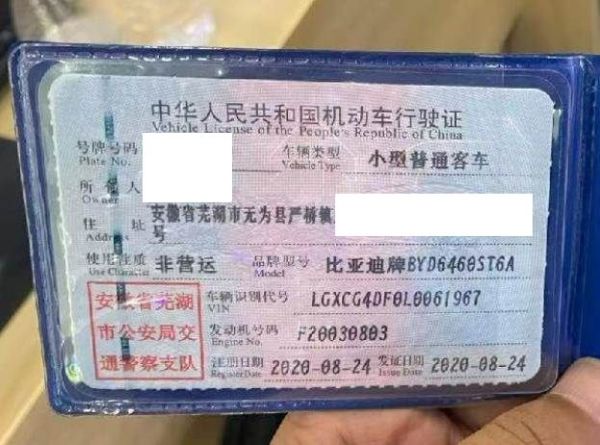 中华人民共和国机动车行驶证
Vehicle License of the People's Republic of China
号牌号码 车辆类型 小型普通客车
Plate No. Vehicle Type
所有人
Owner
住址 安徽省芜湖市无为县严桥镇
Address 号
使用性质 非营运 品牌型号 比亚迪牌BYD6460ST6A
Use Character Model
安徽省芜湖 车辆识别代号 LGXCG4DF0L0061967
VIN
市公安局交 发动机号码 F20030803
Engine No.
通警察支队 注册日期 2020-08-24 发证日期 2020-08-24
Register Date Issue Date